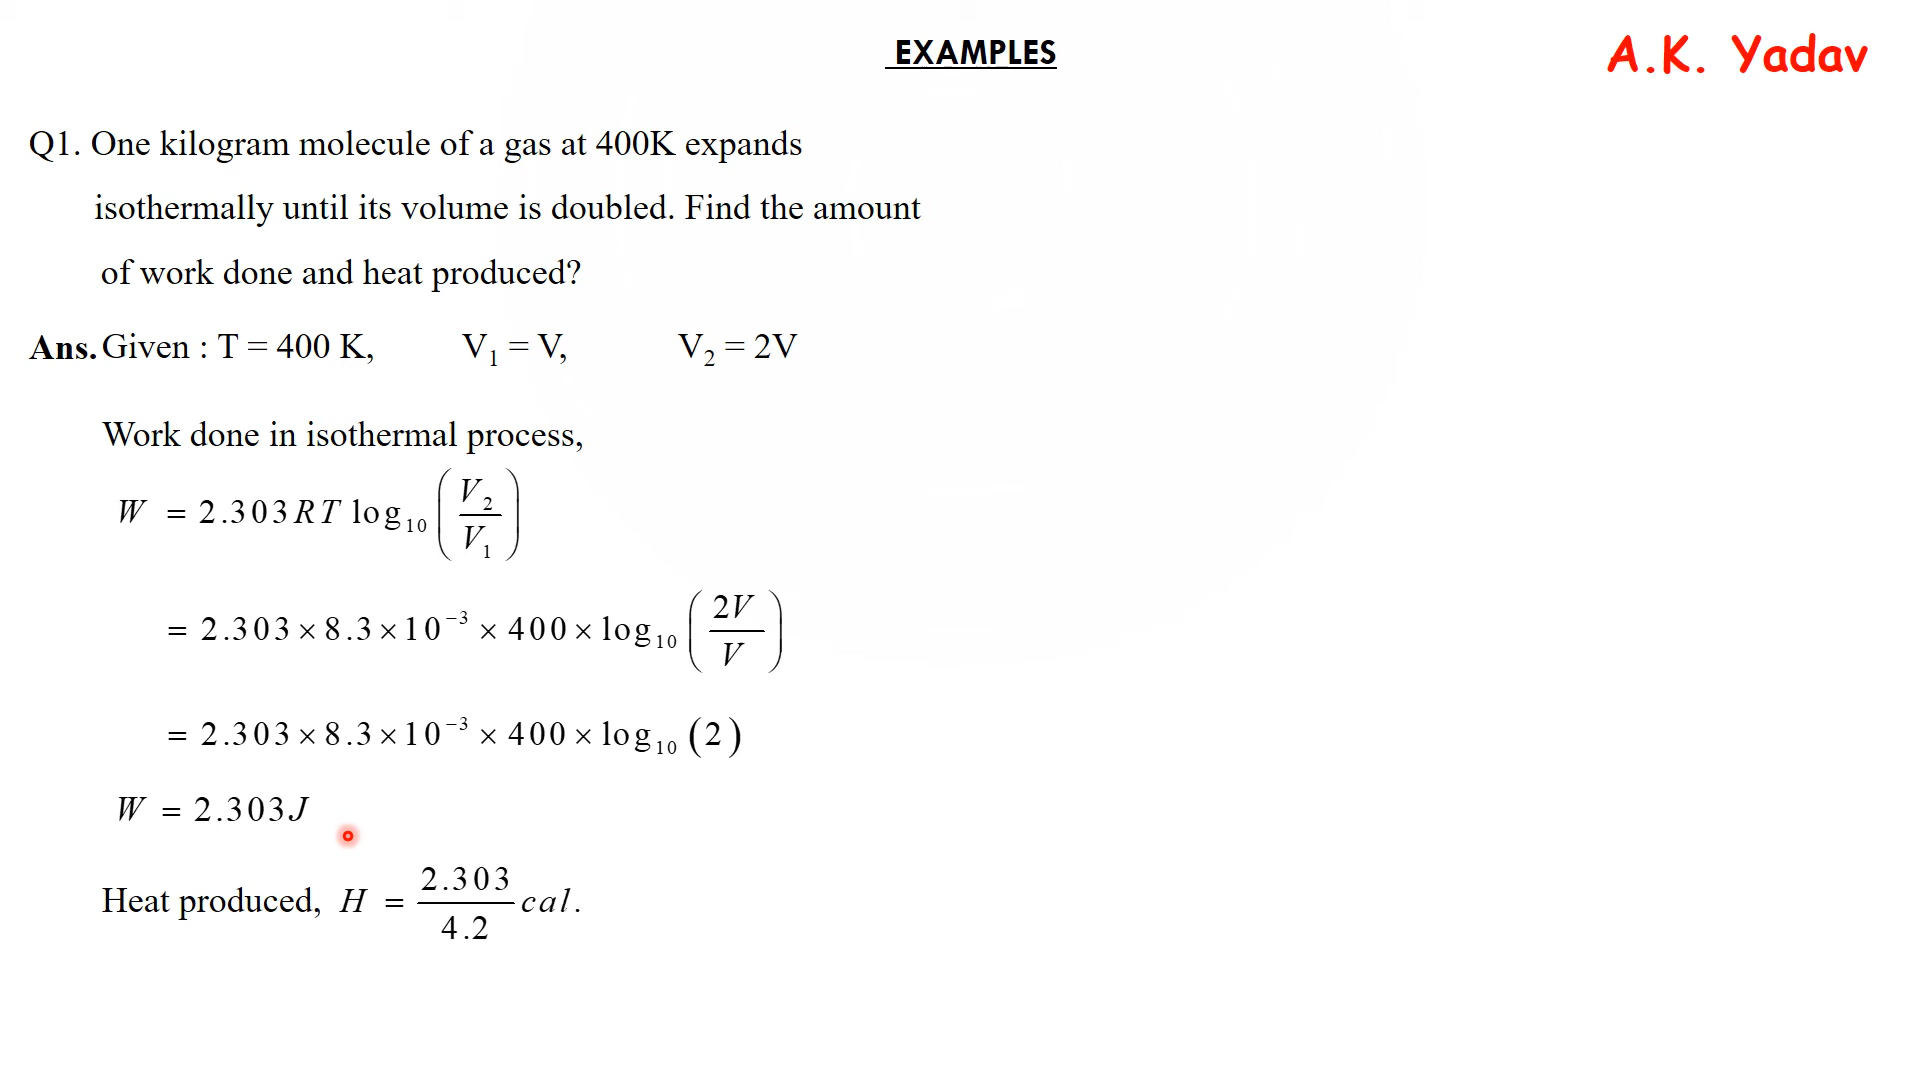 EXAMPLES
A.K. Yadav
Q1. One kilogram molecule of a gas at 400K expands
isothermally until its volume is doubled. Find the amount
of work done and heat produced?
Ans. Given : T = 400 K, V₁ = V, V₂ = 2V
Work done in isothermal process,
W = 2.303 RT log₁₀ (V₂/V₁)
= 2.303 × 8.3 × 10⁻³ × 400 × log₁₀ (2V/V)
= 2.303 × 8.3 × 10⁻³ × 400 × log₁₀ (2)
W = 2.303 J
Heat produced, H = 2.303/4.2 cal.